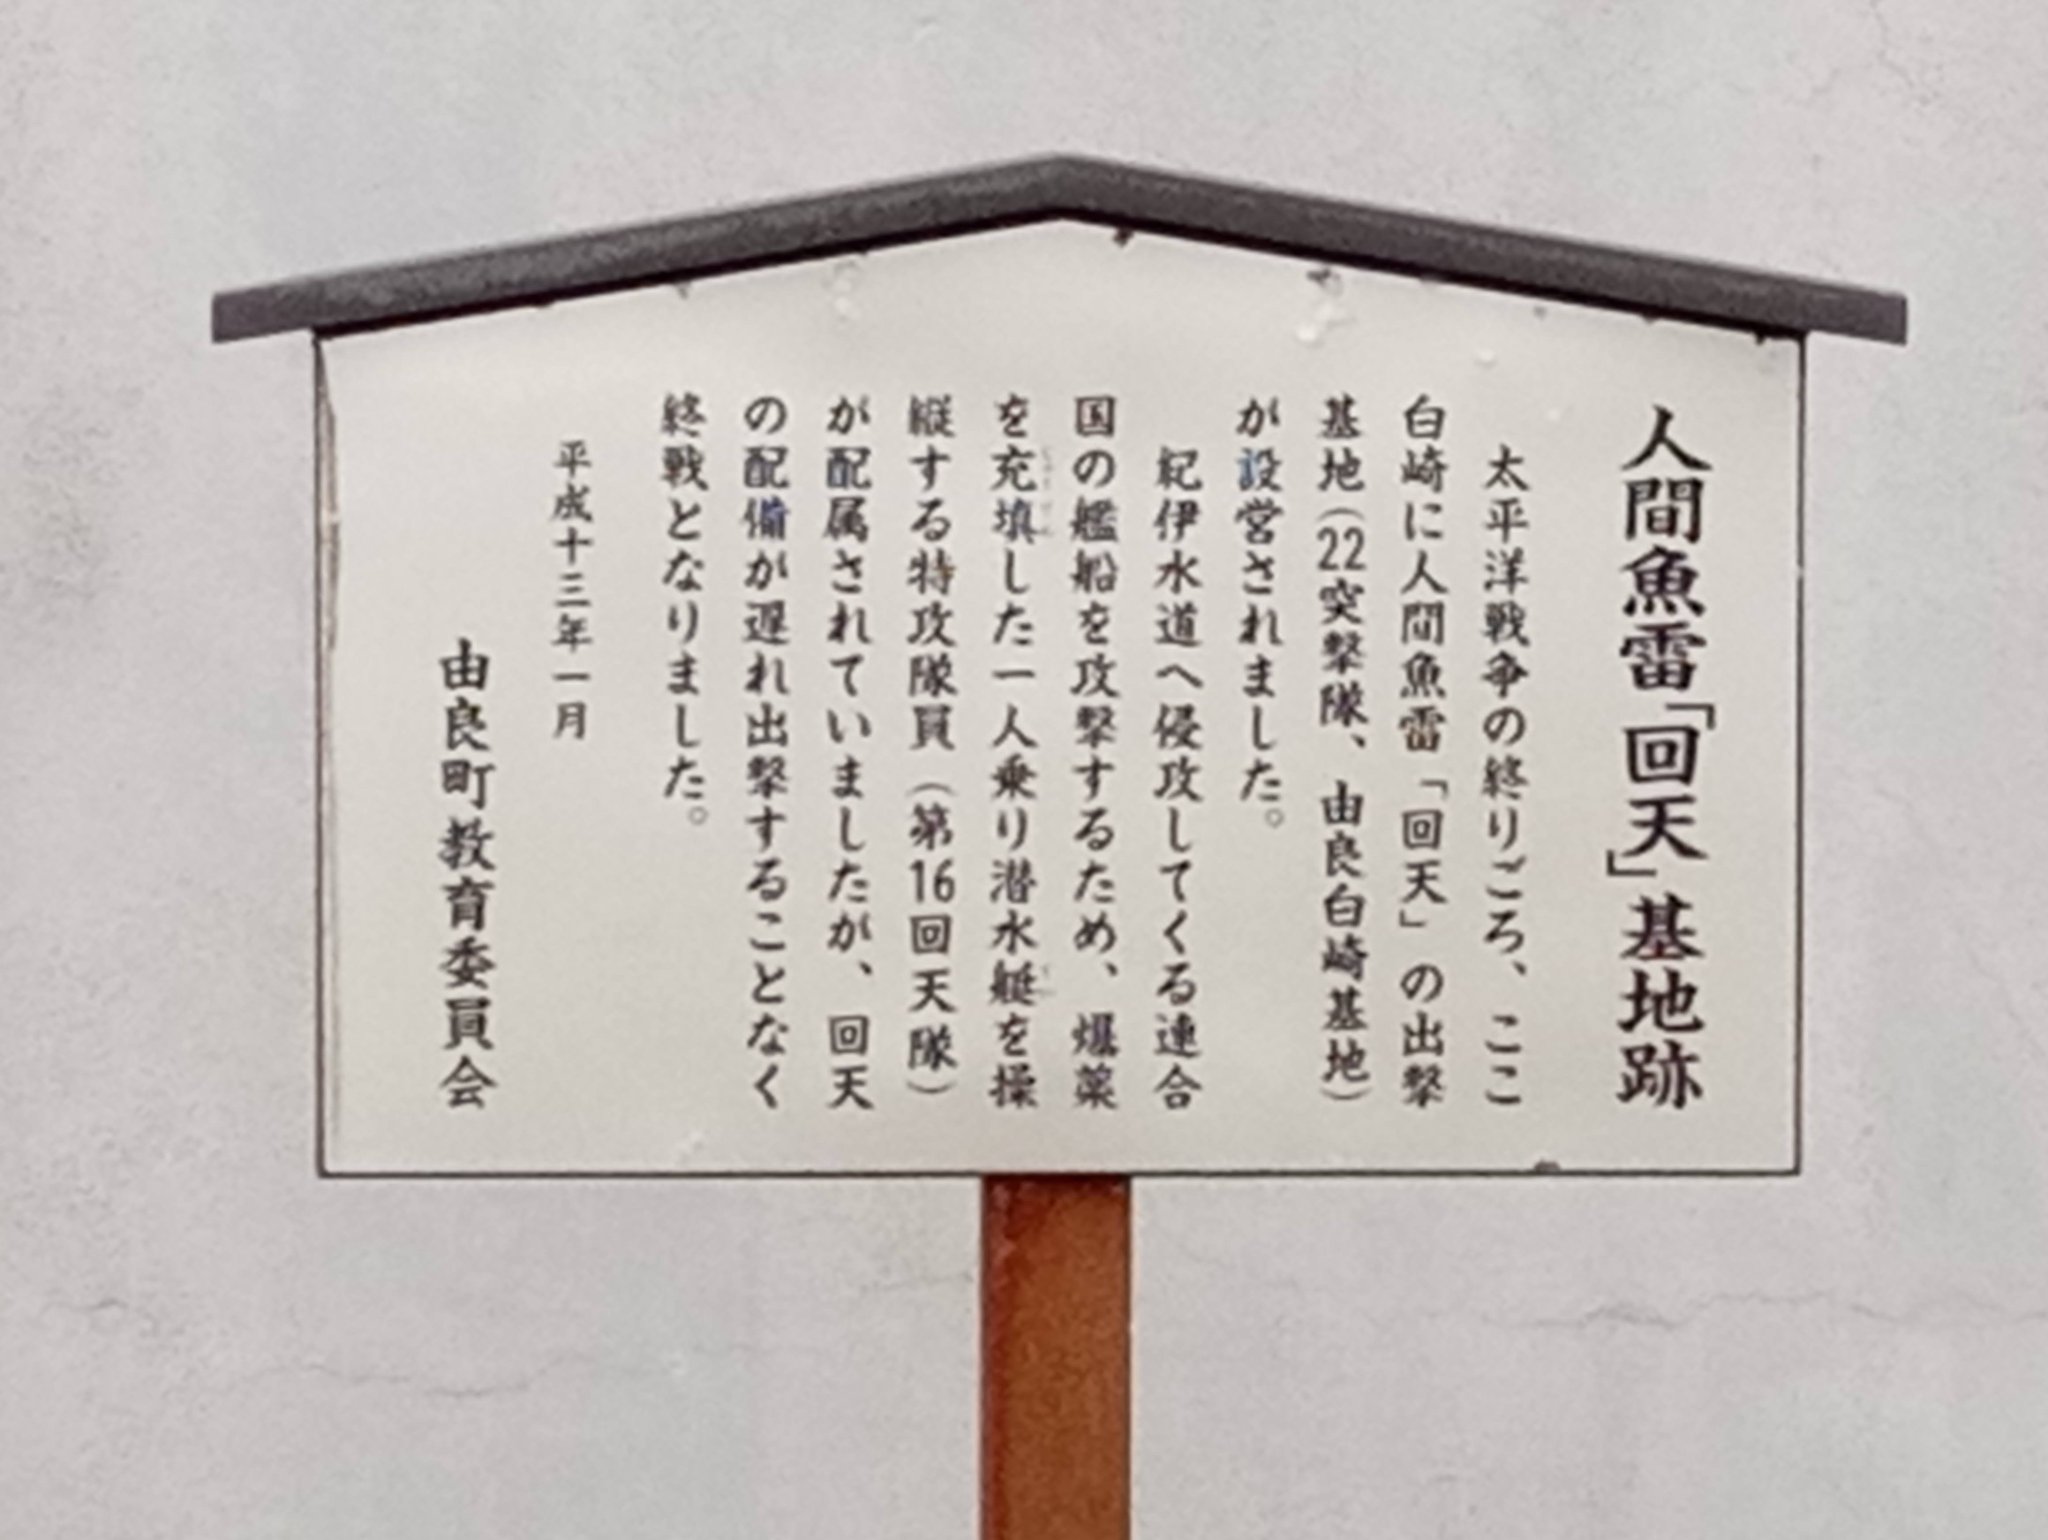 人間魚雷「回天」基地跡
太平洋戦争の終りごろ、ここ
白崎に人間魚雷「回天」の出撃
基地（22突撃隊、由良白崎基地）
が設営されました。
紀伊水道へ侵攻してくる連合
国の艦船を攻撃するため、爆薬
を充填した一人乗り潜水艇を操
縦する特攻隊員（第16回天隊）
が配属されていましたが、回天
の配備が遅れ出撃することなく
終戦となりました。
平成十三年一月
由良町教育委員会